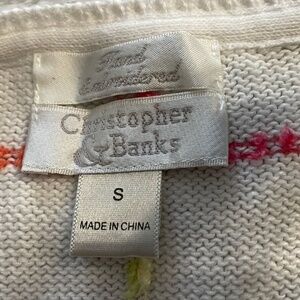 Hand
Embroidered
Christopher
& Banks
S
MADE IN CHINA